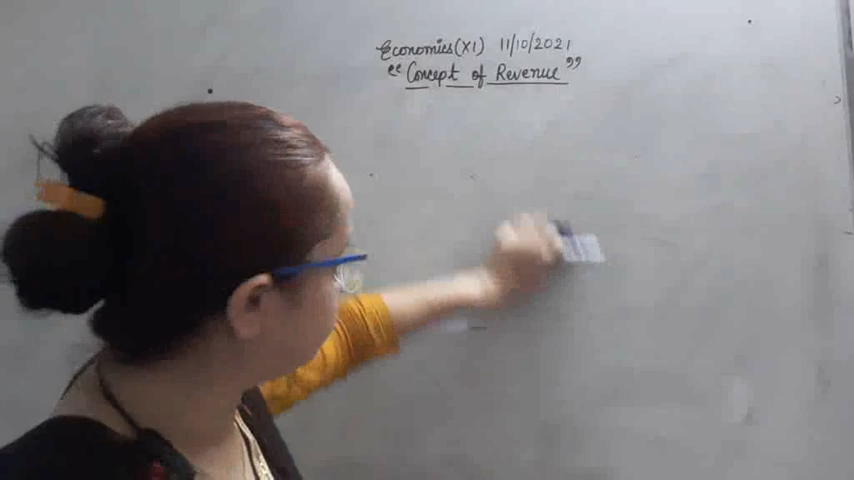 Economics(XI) 11/10/2021
"Concept of Revenue"